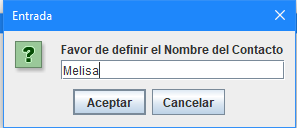 Entrada
Favor de definir el Nombre del Contacto
Melisa
Aceptar Cancelar